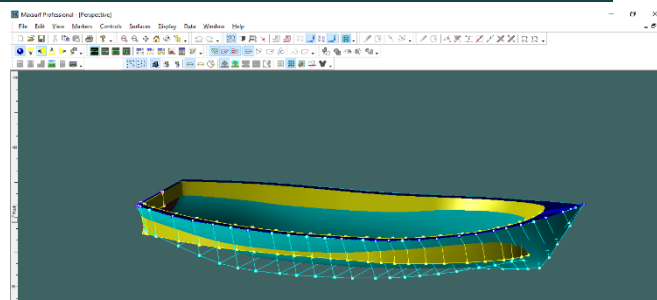 Maxsurf Professional - [Perspective]
File Edit View Markers Controls Surfaces Display Data Window Help